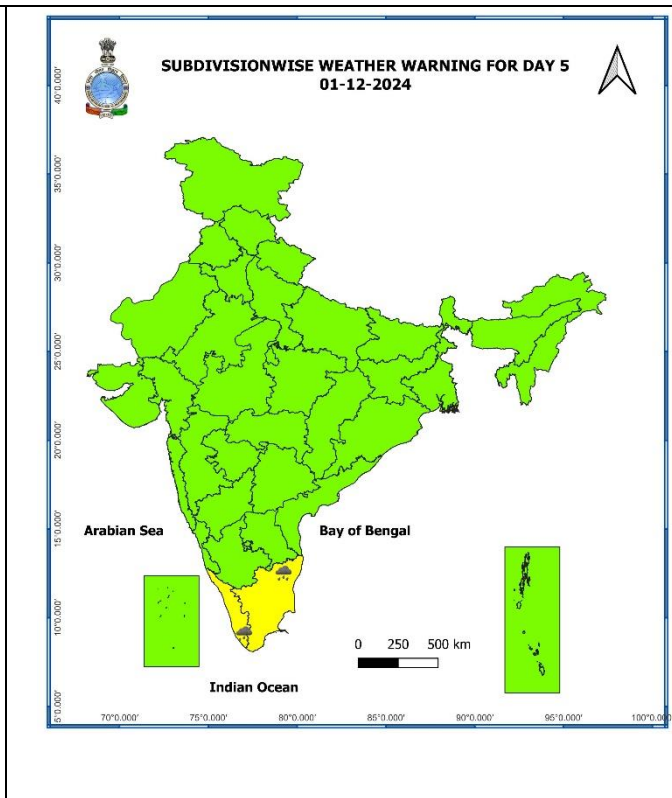 SUBDIVISIONWISE WEATHER WARNING FOR DAY 5
01-12-2024
40°0.000'
35°0.000'
30°0.000'
25°0.000'
20°0.000'
15°0.000'
10°0.000'
5°0.000'
Arabian Sea
Bay of Bengal
0 250 500 km
Indian Ocean
70°0.000' 75°0.000' 80°0.000' 85°0.000' 90°0.000' 95°0.000' 100°0.000'